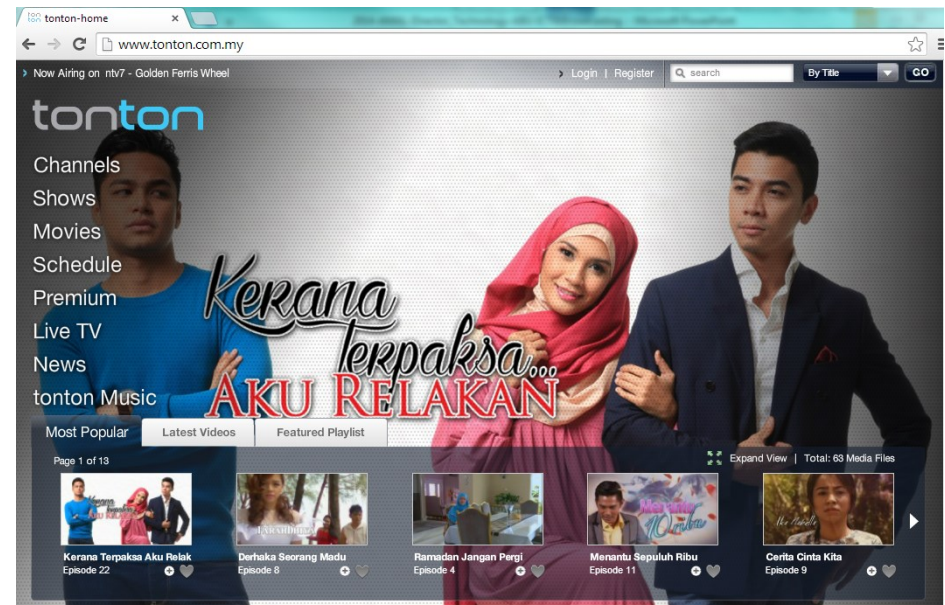 tonton-home
www.tonton.com.my
Now Airing on ntv7 - Golden Ferris Wheel
Login | Register
search
By Title
GO
tonton
Channels
Shows
Movies
Schedule
Premium
Live TV
News
tonton Music
Kerana
Terpaksa...
AKU RELAKAN
Most Popular
Latest Videos
Featured Playlist
Page 1 of 13
Expand View | Total: 63 Media Files
Kerana
Terpaksa...
AKU RELAKAN
Kerana Terpaksa Aku Relak
Episode 22
Derhaka Seorang Madu
Episode 8
Ramadan Jangan Pergi
Episode 4
Menantu Sepuluh Ribu
Episode 11
Cerita Cinta Kita
Episode 9